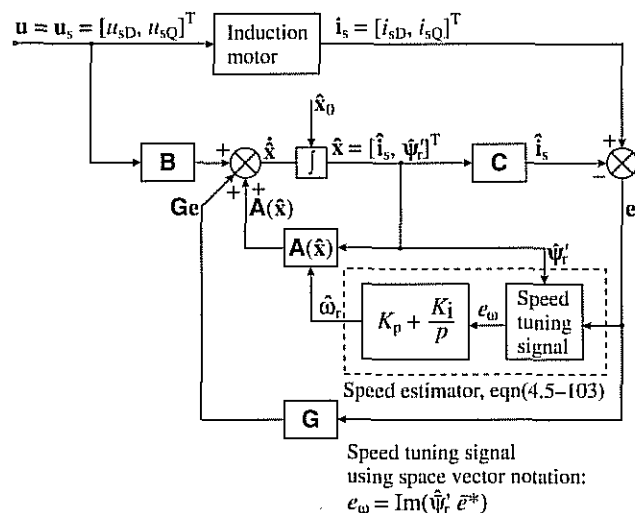 u = u_s = [u_sD, u_sQ]^T
Induction
motor
i_s = [i_sD, i_sQ]^T
x̂_0
+
B
+
+
+
x̂̇
∫
x̂ = [î_s, ψ̂′_r]^T
C
î_s
−
e
Ge
A(x̂)
A(x̂)
ψ̂′_r
ω̂_r
K_p + K_i/p
e_ω
Speed
tuning
signal
Speed estimator, eqn(4.5–103)
G
Speed tuning signal
using space vector notation:
e_ω = Im(ψ̂̄′_r ē*)